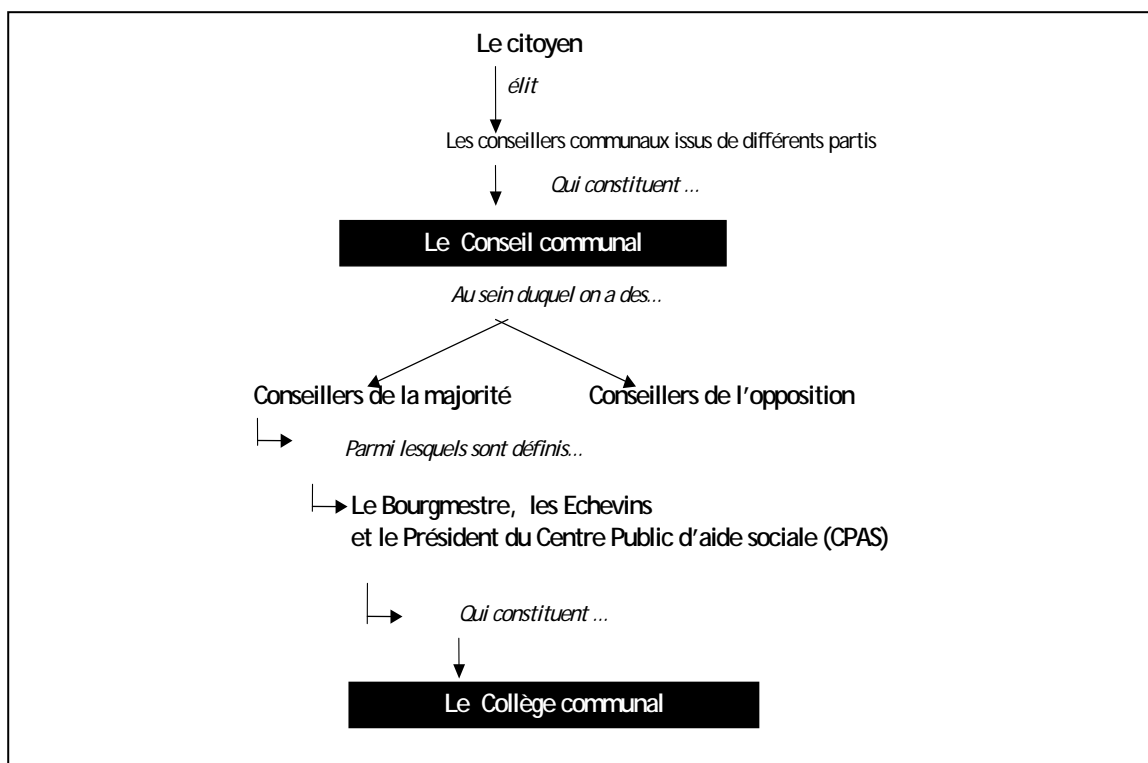 Le citoyen
élit
Les conseillers communaux issus de différents partis
Qui constituent ...
Le Conseil communal
Au sein duquel on a des...
Conseillers de la majorité Conseillers de l'opposition
Parmi lesquels sont définis...
Le Bourgmestre, les Echevins
et le Président du Centre Public d'aide sociale (CPAS)
Qui constituent ...
Le Collège communal